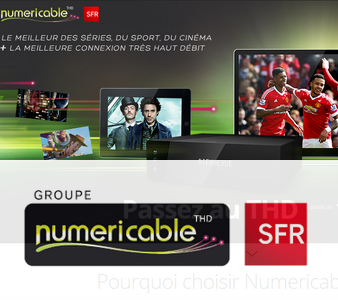 numericable THD SFR
LE MEILLEUR DES SÉRIES, DU SPORT, DU CINÉMA
+ LA MEILLEURE CONNEXION TRÈS HAUT DÉBIT
Passez au THD
GROUPE
numericable THD SFR
Pourquoi choisir Numericab